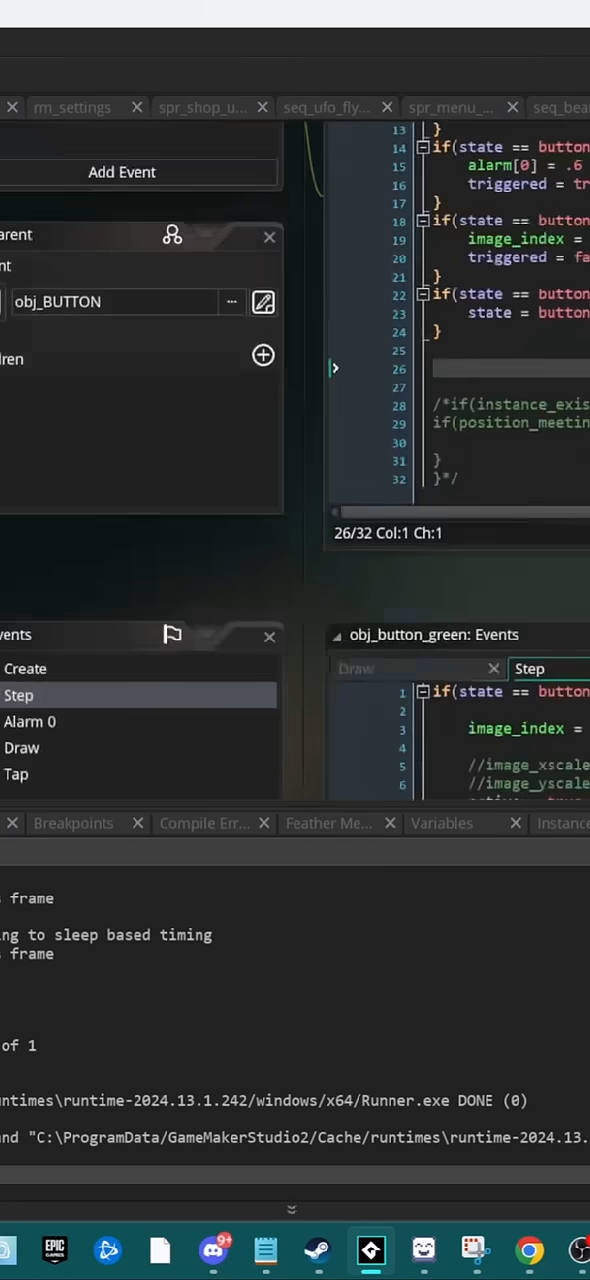 rm_settings spr_shop_u... seq_ufo_fly... spr_menu_... seq_bea
Add Event
arent
nt
obj_BUTTON ...
dren
13 }
14 if(state == button
15 alarm[0] = .6
16 triggered = tr
17 }
18 if(state == button
19 image_index =
20 triggered = fa
21 }
22 if(state == button
23 state = button
24 }
25
26
27
28 /*if(instance_exis
29 if(position_meetin
30
31 }
32 }*/
26/32 Col:1 Ch:1
vents
Create
Step
Alarm 0
Draw
Tap
obj_button_green: Events
Draw Step
1 if(state == button
2
3 image_index =
4
5 //image_xscale
6 //image_yscale
Breakpoints Compile Err... Feather Me... Variables Instance
s frame
ng to sleep based timing
s frame
of 1
untimes\runtime-2024.13.1.242/windows/x64/Runner.exe DONE (0)
and "C:\ProgramData/GameMakerStudio2/Cache/runtimes\runtime-2024.13.
EPIC
GAMES
9+